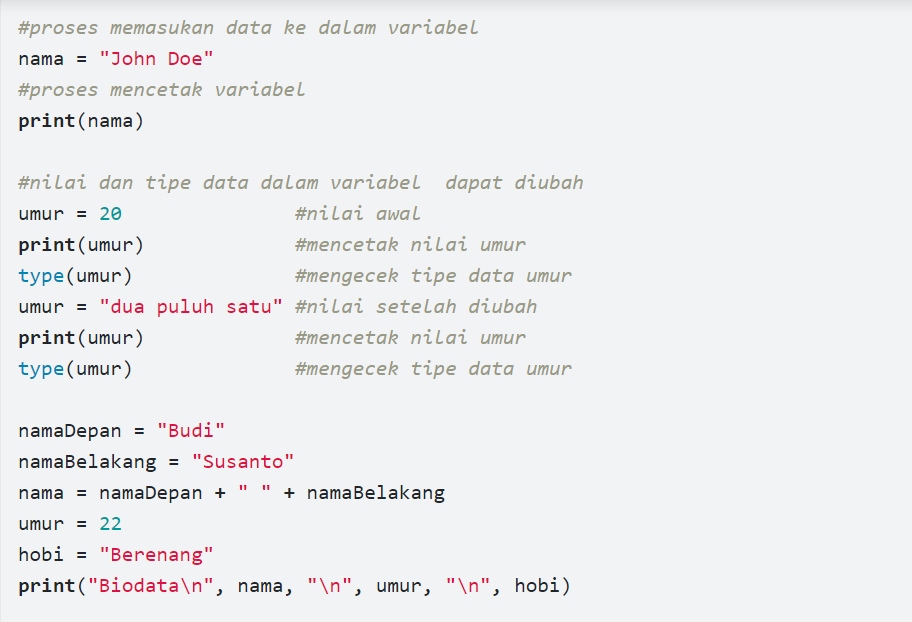 #proses memasukan data ke dalam variabel
nama = "John Doe"
#proses mencetak variabel
print(nama)
#nilai dan tipe data dalam variabel  dapat diubah
umur = 20               #nilai awal
print(umur)             #mencetak nilai umur
type(umur)              #mengecek tipe data umur
umur = "dua puluh satu" #nilai setelah diubah
print(umur)             #mencetak nilai umur
type(umur)              #mengecek tipe data umur
namaDepan = "Budi"
namaBelakang = "Susanto"
nama = namaDepan + " " + namaBelakang
umur = 22
hobi = "Berenang"
print("Biodata\n", nama, "\n", umur, "\n", hobi)